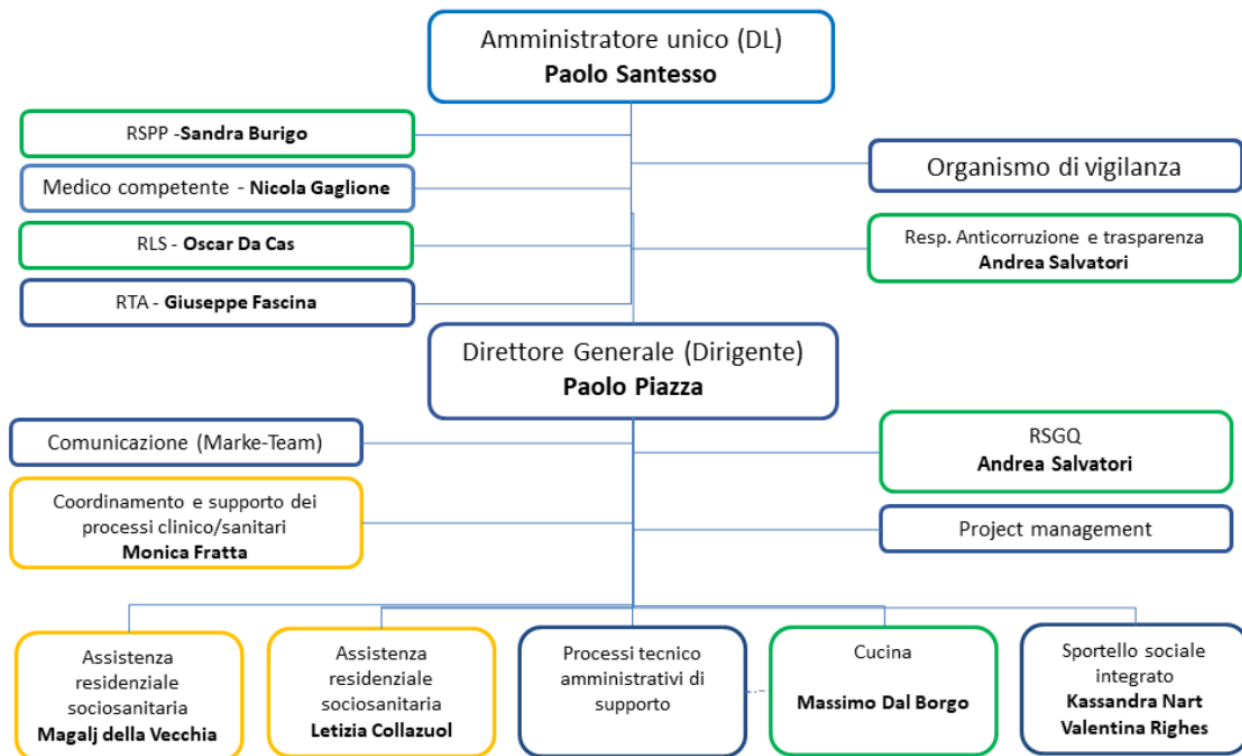 Amministratore unico (DL)
Paolo Santesso
RSPP -Sandra Burigo
Medico competente - Nicola Gaglione
RLS - Oscar Da Cas
RTA - Giuseppe Fascina
Organismo di vigilanza
Resp. Anticorruzione e trasparenza
Andrea Salvatori
Direttore Generale (Dirigente)
Paolo Piazza
Comunicazione (Marke-Team)
Coordinamento e supporto dei
processi clinico/sanitari
Monica Fratta
RSGQ
Andrea Salvatori
Project management
Assistenza
residenziale
sociosanitaria
Magalj della Vecchia
Assistenza
residenziale
sociosanitaria
Letizia Collazuol
Processi tecnico
amministrativi di
supporto
Cucina
Massimo Dal Borgo
Sportello sociale
integrato
Kassandra Nart
Valentina Righes